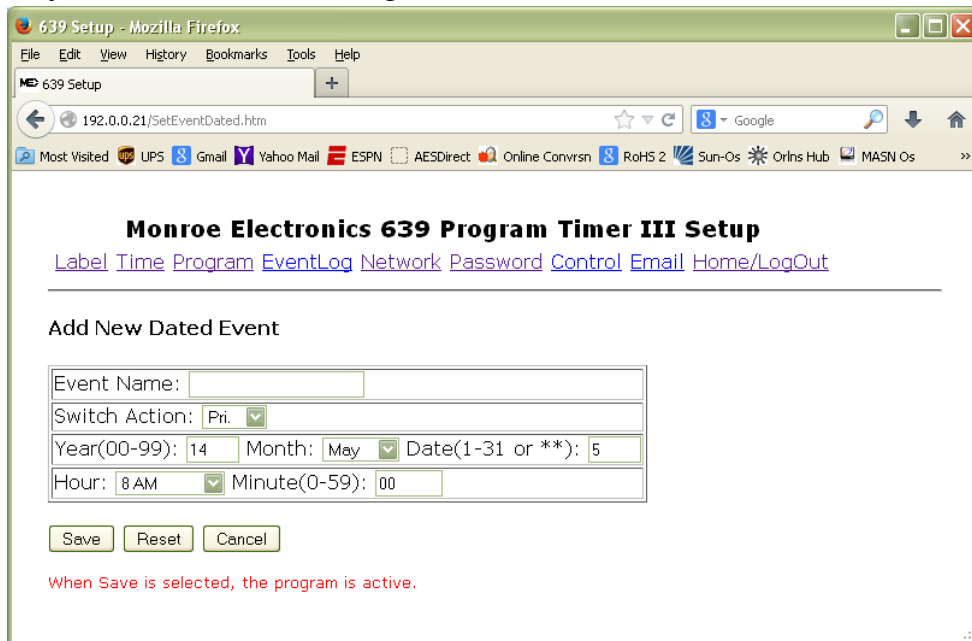 639 Setup - Mozilla Firefox
File Edit View History Bookmarks Tools Help
639 Setup +
192.0.0.21/SetEventDated.htm Google
Most Visited UPS Gmail Yahoo Mail ESPN AESDirect Online Convrsn RoHS 2 Sun-Os Orlns Hub MASN Os »
Monroe Electronics 639 Program Timer III Setup
Label Time Program EventLog Network Password Control Email Home/LogOut
Add New Dated Event
Event Name:
Switch Action: Pri.
Year(00-99): 14 Month: May Date(1-31 or **): 5
Hour: 8 AM Minute(0-59): 00
Save Reset Cancel
When Save is selected, the program is active.